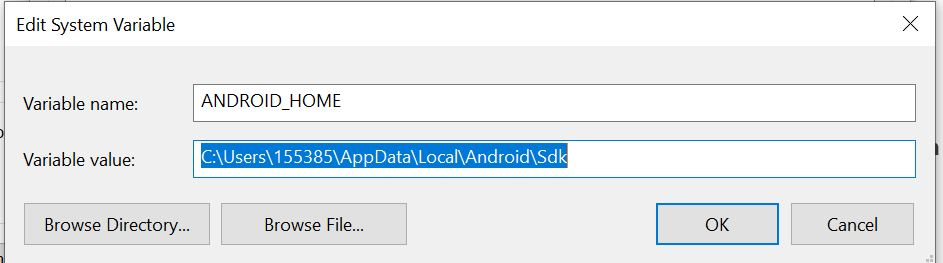 Edit System Variable
Variable name: ANDROID_HOME
Variable value: C:\Users\155385\AppData\Local\Android\Sdk
Browse Directory... Browse File... OK Cancel